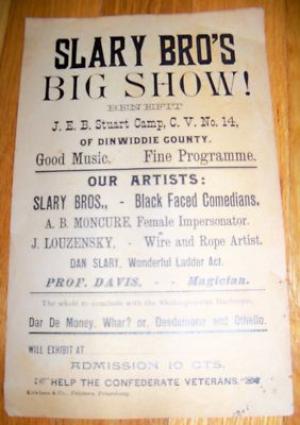 SLARY BRO'S
BIG SHOW!
BENEFIT
J. E. B. Stuart Camp, C. V. No. 14,
OF DINWIDDIE COUNTY.
Good Music. Fine Programme.
OUR ARTISTS:
SLARY BROS., - Black Faced Comedians.
A. B. MONCURE, Female Impersonator.
J. LOUZENSKY, - Wire and Rope Artist.
DAN SLARY, Wonderful Ladder Act.
PROF. DAVIS, - - Magician.
The whole to conclude with the
Dar De Money, Whar? or, Desdemona and Othello.
WILL EXHIBIT AT
ADMISSION 10 CTS.
HELP THE CONFEDERATE VETERANS.
Printers, Petersburg.